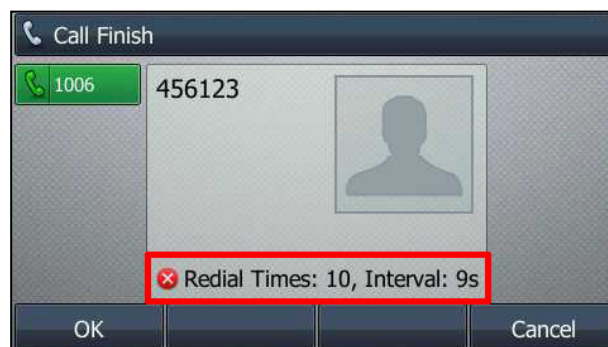 Call Finish
1006
456123
Redial Times: 10, Interval: 9s
OK
Cancel